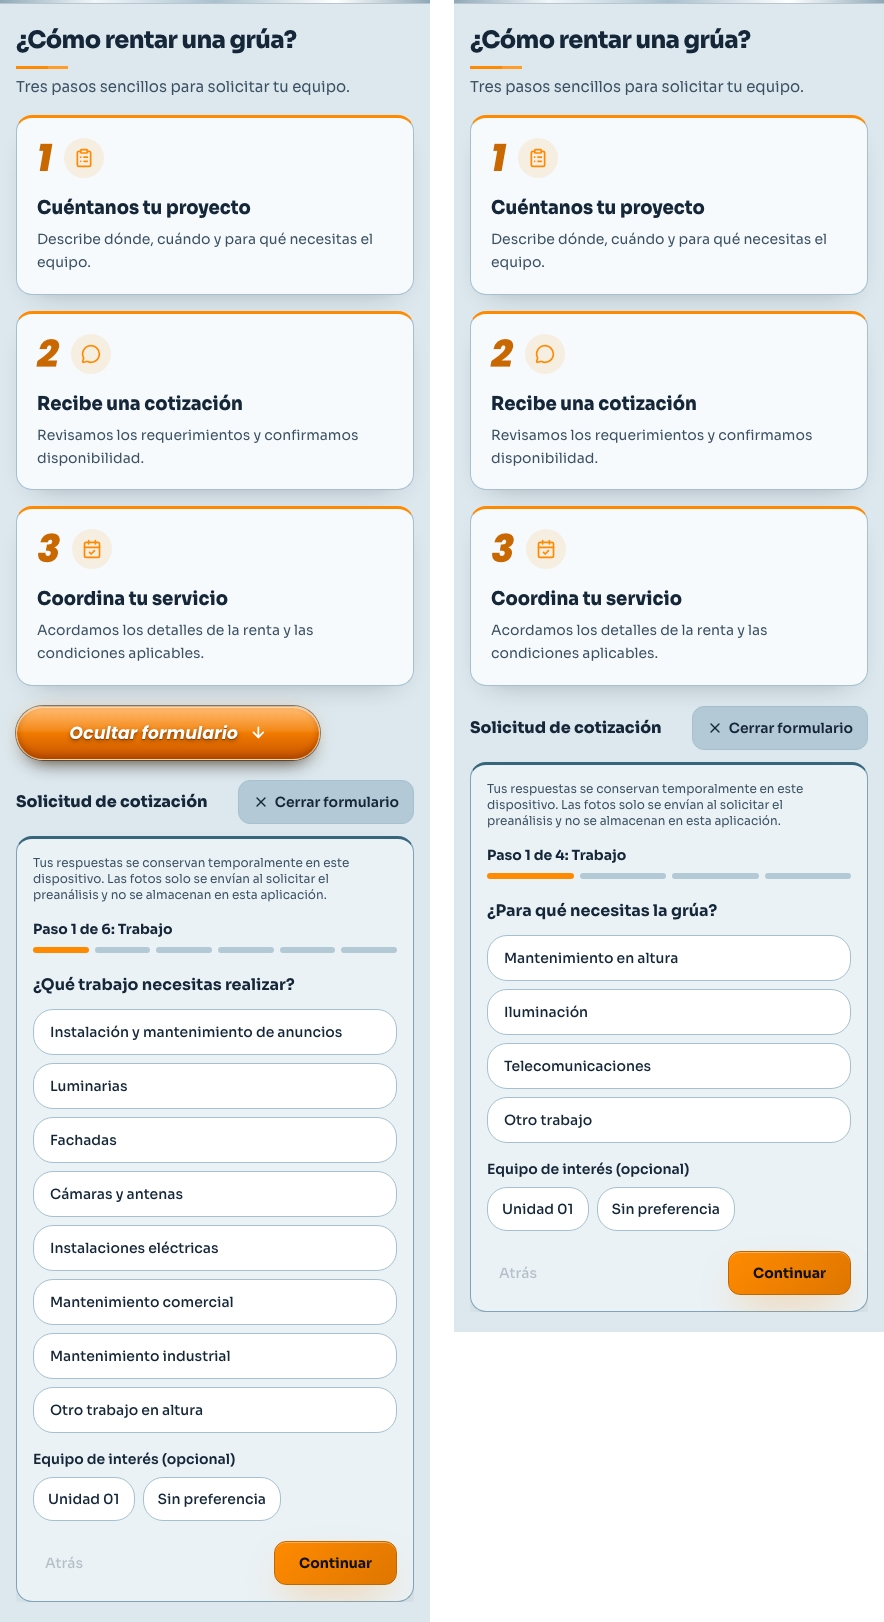 ¿Cómo rentar una grúa?
Tres pasos sencillos para solicitar tu equipo.
1
Cuéntanos tu proyecto
Describe dónde, cuándo y para qué necesitas el
equipo.
2
Recibe una cotización
Revisamos los requerimientos y confirmamos
disponibilidad.
3
Coordina tu servicio
Acordamos los detalles de la renta y las
condiciones aplicables.
Ocultar formulario ↓
Solicitud de cotización
× Cerrar formulario
Tus respuestas se conservan temporalmente en este
dispositivo. Las fotos solo se envían al solicitar el
preanálisis y no se almacenan en esta aplicación.
Paso 1 de 6: Trabajo
¿Qué trabajo necesitas realizar?
Instalación y mantenimiento de anuncios
Luminarias
Fachadas
Cámaras y antenas
Instalaciones eléctricas
Mantenimiento comercial
Mantenimiento industrial
Otro trabajo en altura
Equipo de interés (opcional)
Unidad 01
Sin preferencia
Atrás
Continuar
¿Cómo rentar una grúa?
Tres pasos sencillos para solicitar tu equipo.
1
Cuéntanos tu proyecto
Describe dónde, cuándo y para qué necesitas el
equipo.
2
Recibe una cotización
Revisamos los requerimientos y confirmamos
disponibilidad.
3
Coordina tu servicio
Acordamos los detalles de la renta y las
condiciones aplicables.
Solicitud de cotización
× Cerrar formulario
Tus respuestas se conservan temporalmente en este
dispositivo. Las fotos solo se envían al solicitar el
preanálisis y no se almacenan en esta aplicación.
Paso 1 de 4: Trabajo
¿Para qué necesitas la grúa?
Mantenimiento en altura
Iluminación
Telecomunicaciones
Otro trabajo
Equipo de interés (opcional)
Unidad 01
Sin preferencia
Atrás
Continuar